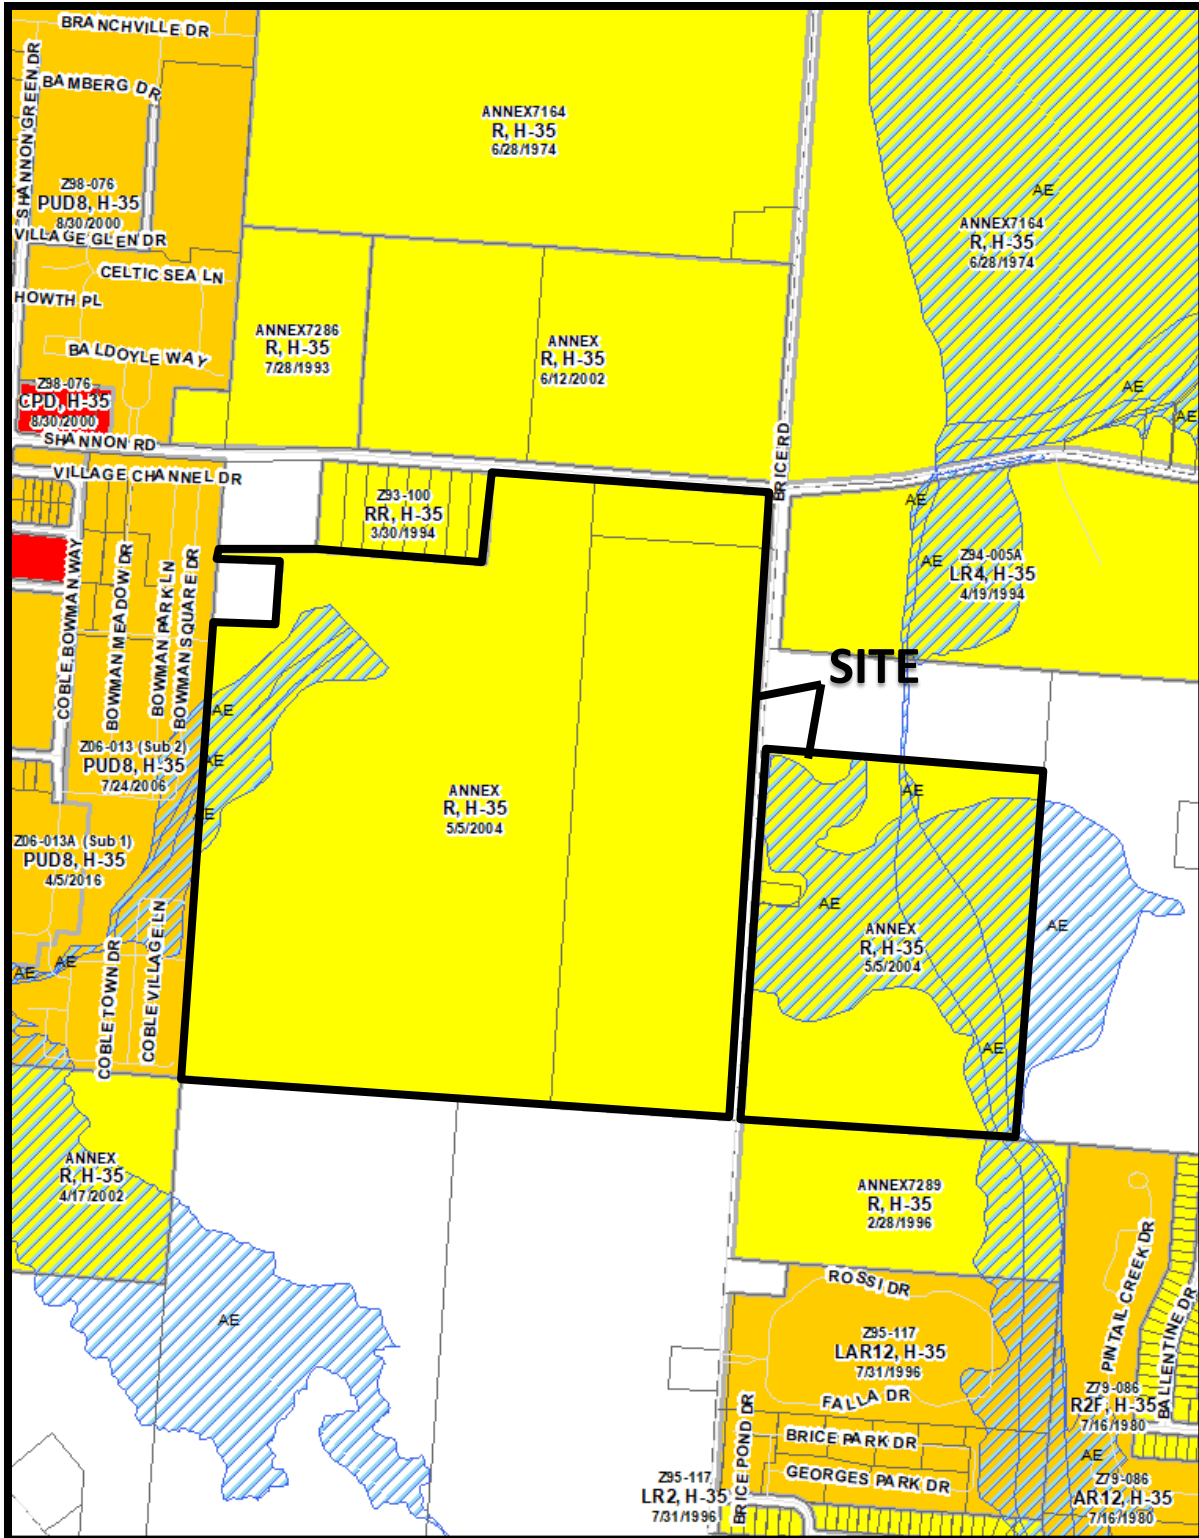 BRANCHVILLE DR
SHANNON GREEN DR
BAMBERG DR
Z98-076
PUD8, H-35
8/30/2000
VILLAGE GLEN DR
CELTIC SEA LN
HOWTH PL
BALDOYLE WAY
Z98-076
CPD, H-35
8/30/2000
SHANNON RD
VILLAGE CHANNEL DR
ANNEX7164
R, H-35
6/28/1974
AE
ANNEX7164
R, H-35
6/28/1974
ANNEX7286
R, H-35
7/28/1993
ANNEX
R, H-35
6/12/2002
AE
AE
BRICE RD
Z93-100
RR, H-35
3/30/1994
AE
AE
Z94-005A
LR4, H-35
4/19/1994
COBLE BOWMAN WAY
BOWMAN MEADOW DR
BOWMAN PARK LN
BOWMAN SQUARE DR
SITE
AE
AE
AE
Z06-013 (Sub 2)
PUD8, H-35
7/24/2006
Z06-013A (Sub 1)
PUD8, H-35
4/5/2016
ANNEX
R, H-35
5/5/2004
AE
AE
ANNEX
R, H-35
5/5/2004
AE
AE
AE
AE
COBLETOWN DR
COBLE VILLAGE LN
ANNEX
R, H-35
4/17/2002
ANNEX7289
R, H-35
2/28/1996
AE
ROSSI DR
Z95-117
LAR12, H-35
7/31/1996
FALLA DR
BRICE PARK DR
GEORGES PARK DR
BRICE POND DR
Z95-117
LR2, H-35
7/31/1996
PINTAIL CREEK DR
BALLENTINE DR
Z79-086
R2F, H-35
7/16/1980
AE
Z79-086
AR12, H-35
7/16/1980